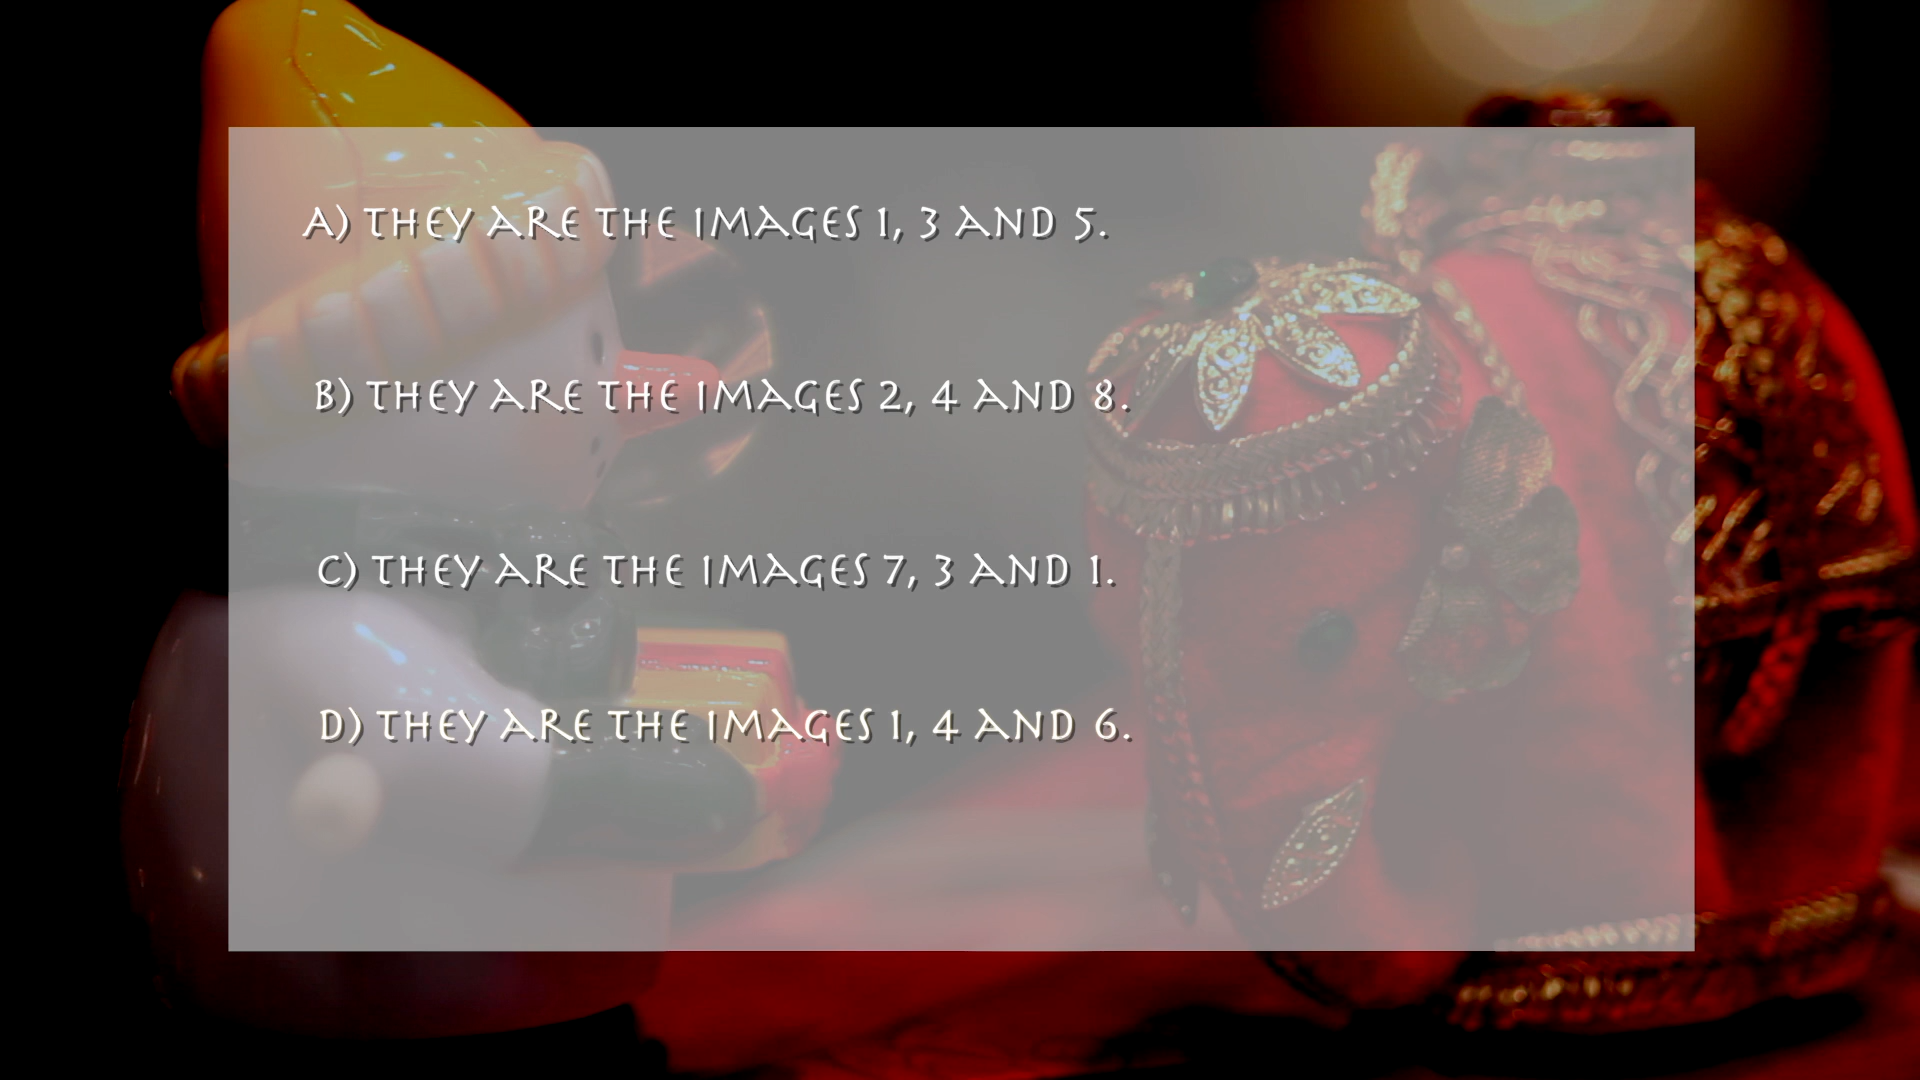 A) THEY ARE THE IMAGES 1, 3 AND 5.
B) THEY ARE THE IMAGES 2, 4 AND 8.
C) THEY ARE THE IMAGES 7, 3 AND 1.
D) THEY ARE THE IMAGES 1, 4 AND 6.